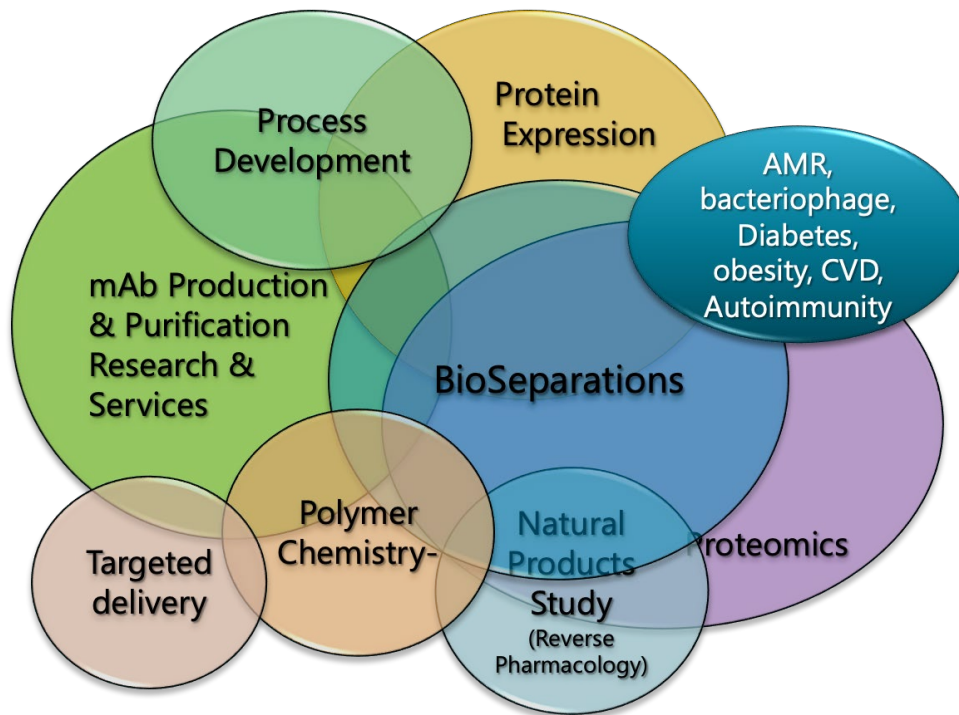 Process
Development
Protein
Expression
AMR,
bacteriophage,
Diabetes,
obesity, CVD,
Autoimmunity
mAb Production
& Purification
Research &
Services
BioSeparations
Polymer
Chemistry-
Natural
Products
Study
(Reverse
Pharmacology)
Proteomics
Targeted
delivery